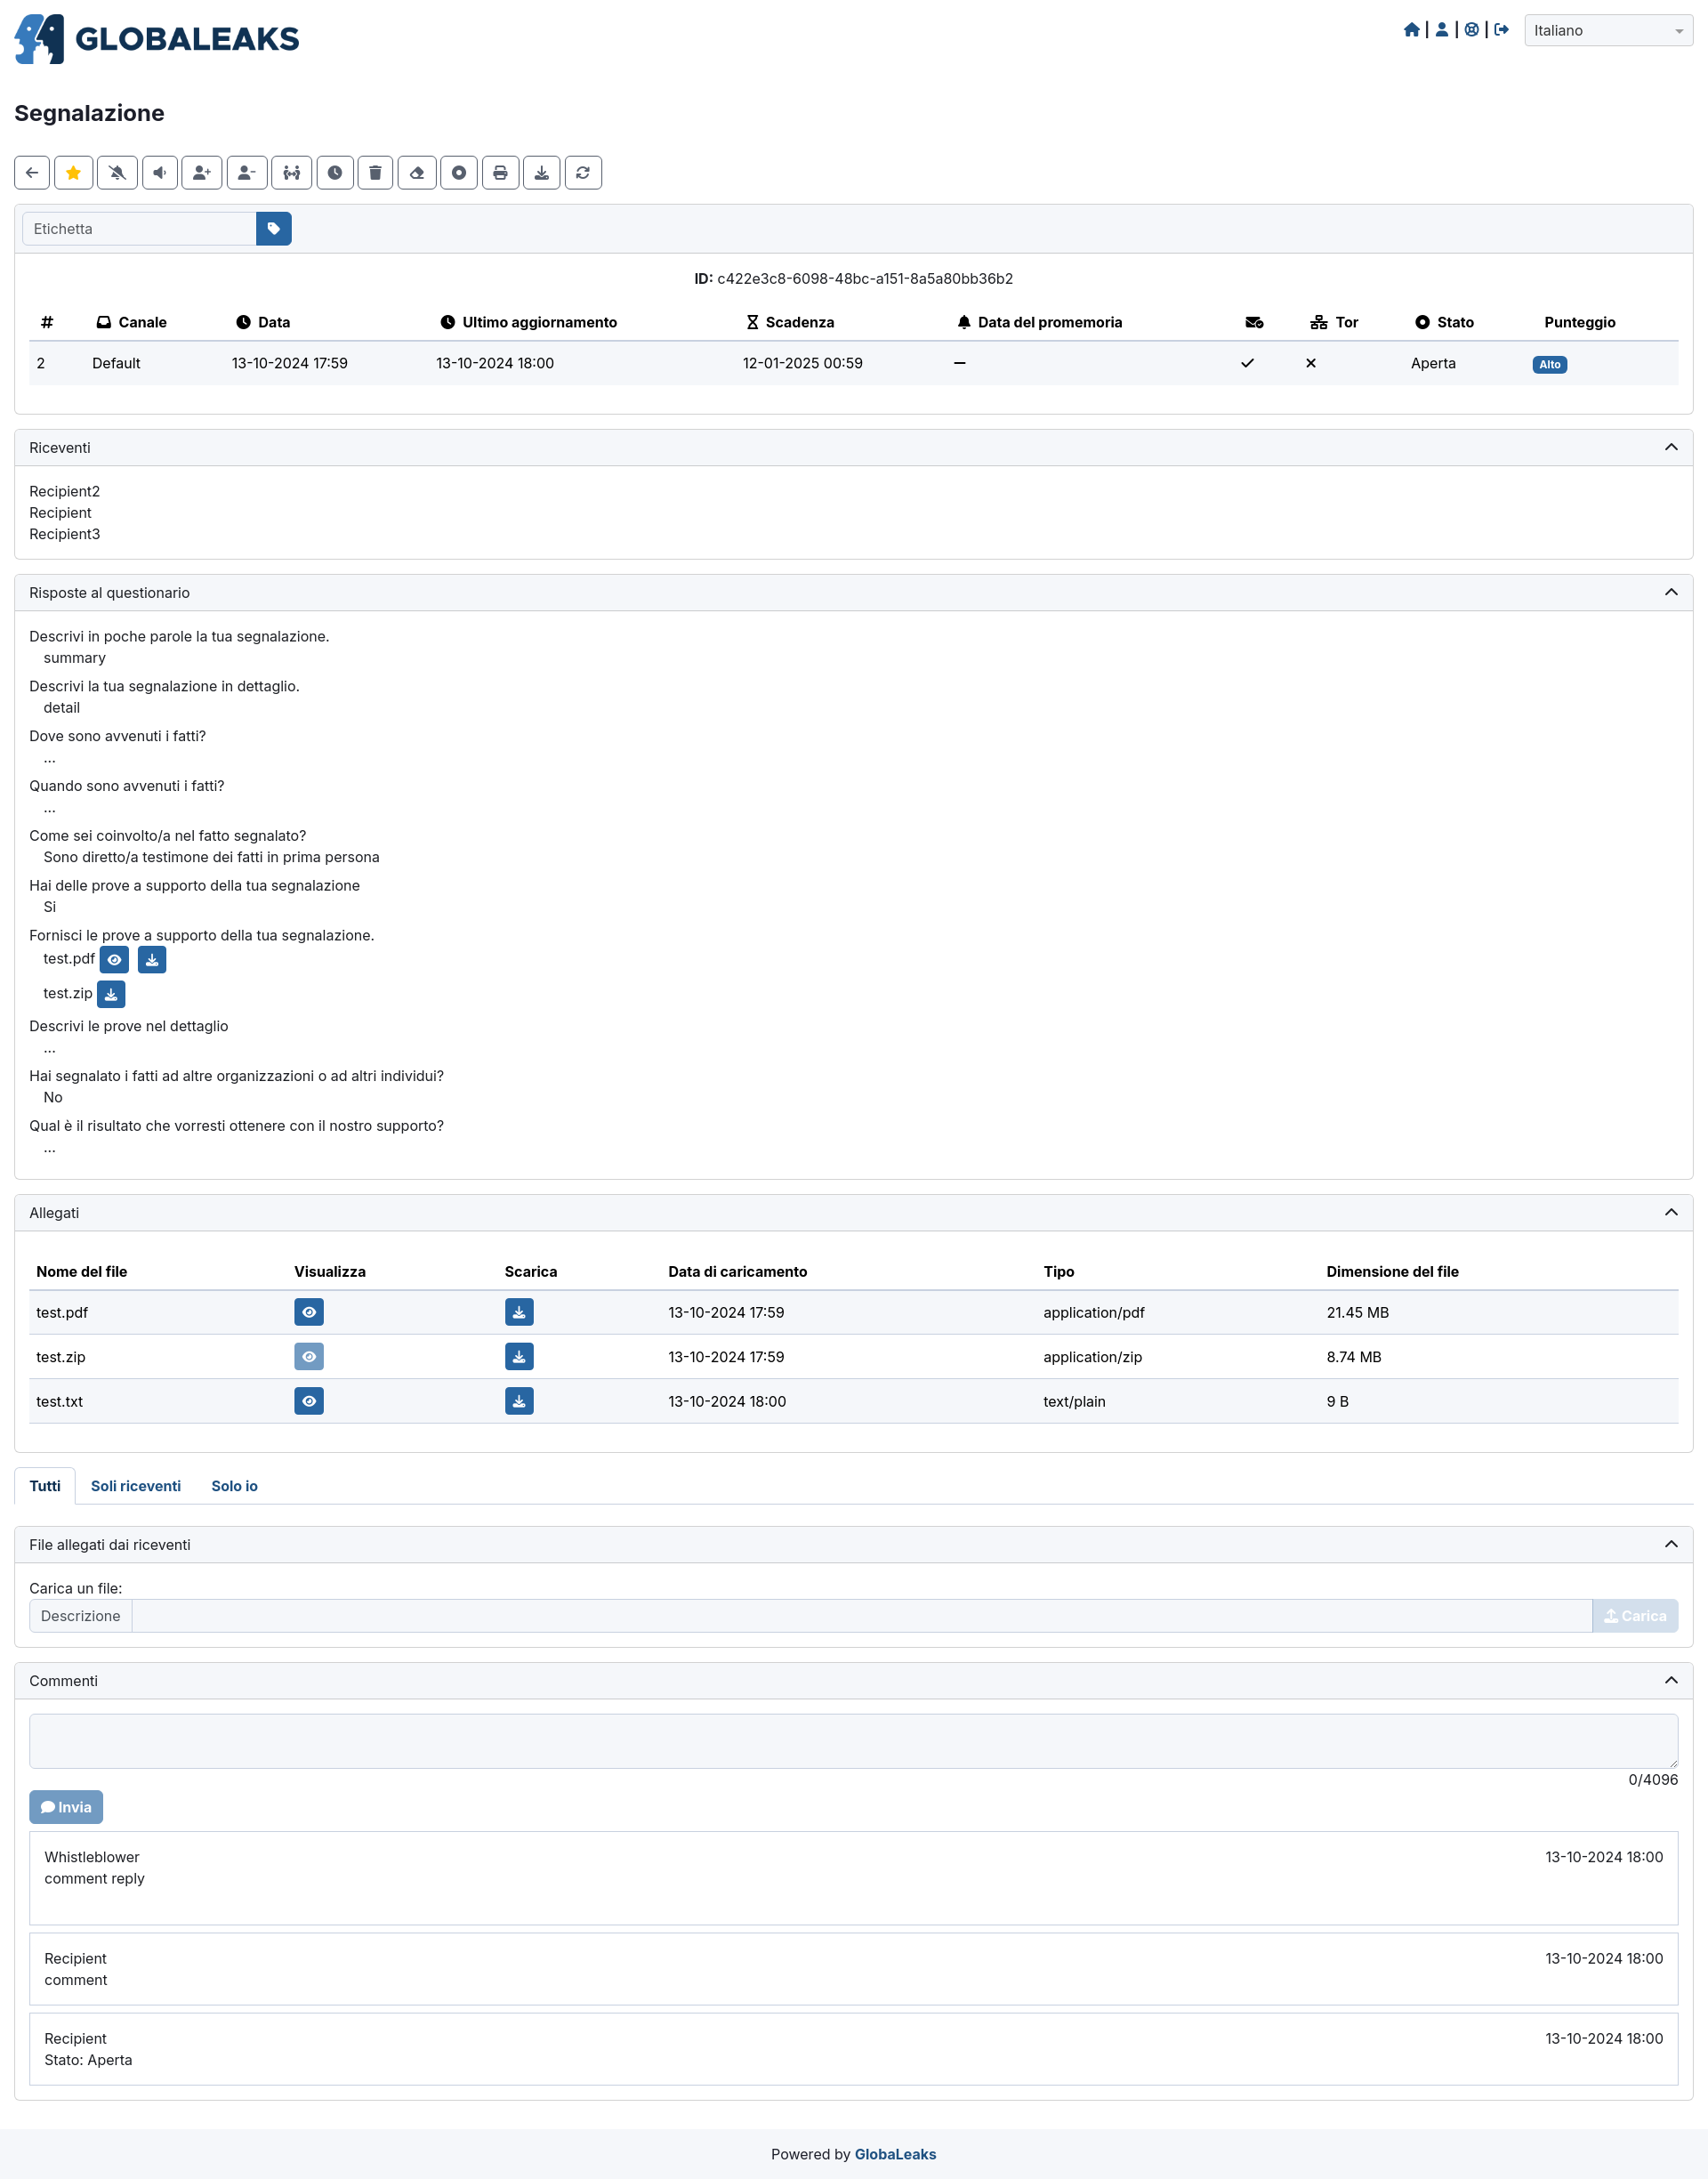 GLOBALEAKS
Italiano
Segnalazione
Etichetta
ID: c422e3c8-6098-48bc-a151-8a5a80bb36b2
# Canale Data Ultimo aggiornamento Scadenza Data del promemoria Tor Stato Punteggio
2 Default 13-10-2024 17:59 13-10-2024 18:00 12-01-2025 00:59 Aperta Alto
Riceventi
Recipient2
Recipient
Recipient3
Risposte al questionario
Descrivi in poche parole la tua segnalazione.
summary
Descrivi la tua segnalazione in dettaglio.
detail
Dove sono avvenuti i fatti?
...
Quando sono avvenuti i fatti?
...
Come sei coinvolto/a nel fatto segnalato?
Sono diretto/a testimone dei fatti in prima persona
Hai delle prove a supporto della tua segnalazione
Si
Fornisci le prove a supporto della tua segnalazione.
test.pdf
test.zip
Descrivi le prove nel dettaglio
...
Hai segnalato i fatti ad altre organizzazioni o ad altri individui?
No
Qual è il risultato che vorresti ottenere con il nostro supporto?
...
Allegati
Nome del file Visualizza Scarica Data di caricamento Tipo Dimensione del file
test.pdf 13-10-2024 17:59 application/pdf 21.45 MB
test.zip 13-10-2024 17:59 application/zip 8.74 MB
test.txt 13-10-2024 18:00 text/plain 9 B
Tutti Soli riceventi Solo io
File allegati dai riceventi
Carica un file:
Descrizione Carica
Commenti
0/4096
Invia
Whistleblower 13-10-2024 18:00
comment reply
Recipient 13-10-2024 18:00
comment
Recipient 13-10-2024 18:00
Stato: Aperta
Powered by GlobaLeaks